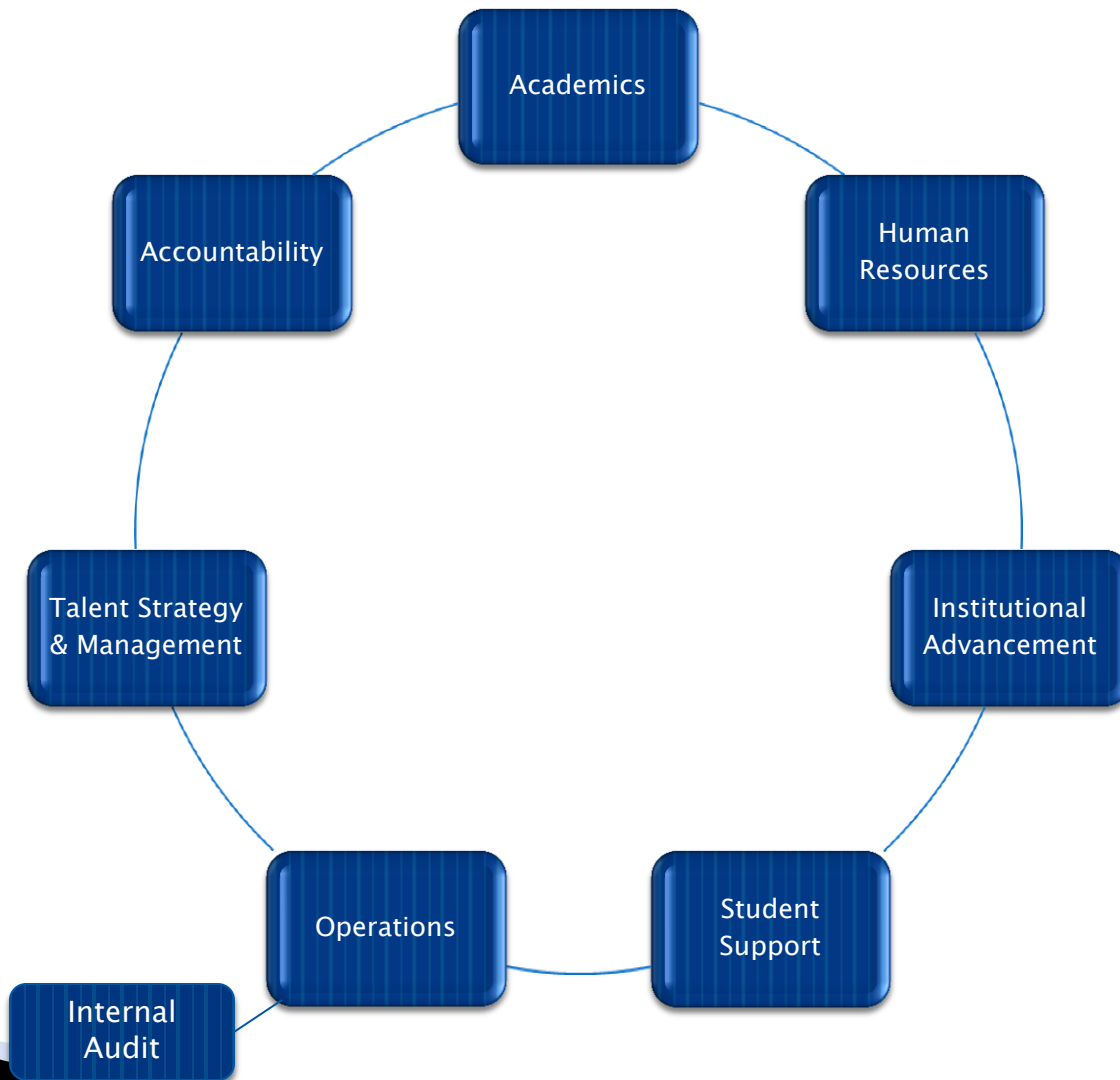 Academics
Human
Resources
Accountability
Institutional
Advancement
Talent Strategy
& Management
Student
Support
Operations
Internal
Audit